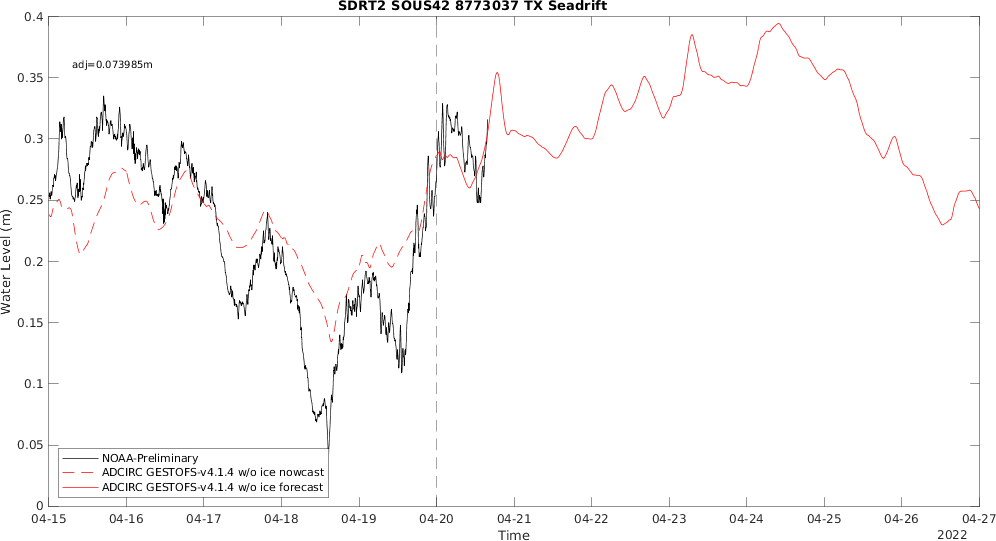 SDRT2 SOUS42 8773037 TX Seadrift
adj=0.073985m
0.4
0.35
0.3
0.25
0.2
0.15
0.1
0.05
0
Water Level (m)
NOAA-Preliminary
ADCIRC GESTOFS-v4.1.4 w/o ice nowcast
ADCIRC GESTOFS-v4.1.4 w/o ice forecast
04-15 04-16 04-17 04-18 04-19 04-20 04-21 04-22 04-23 04-24 04-25 04-26 04-27
Time
2022